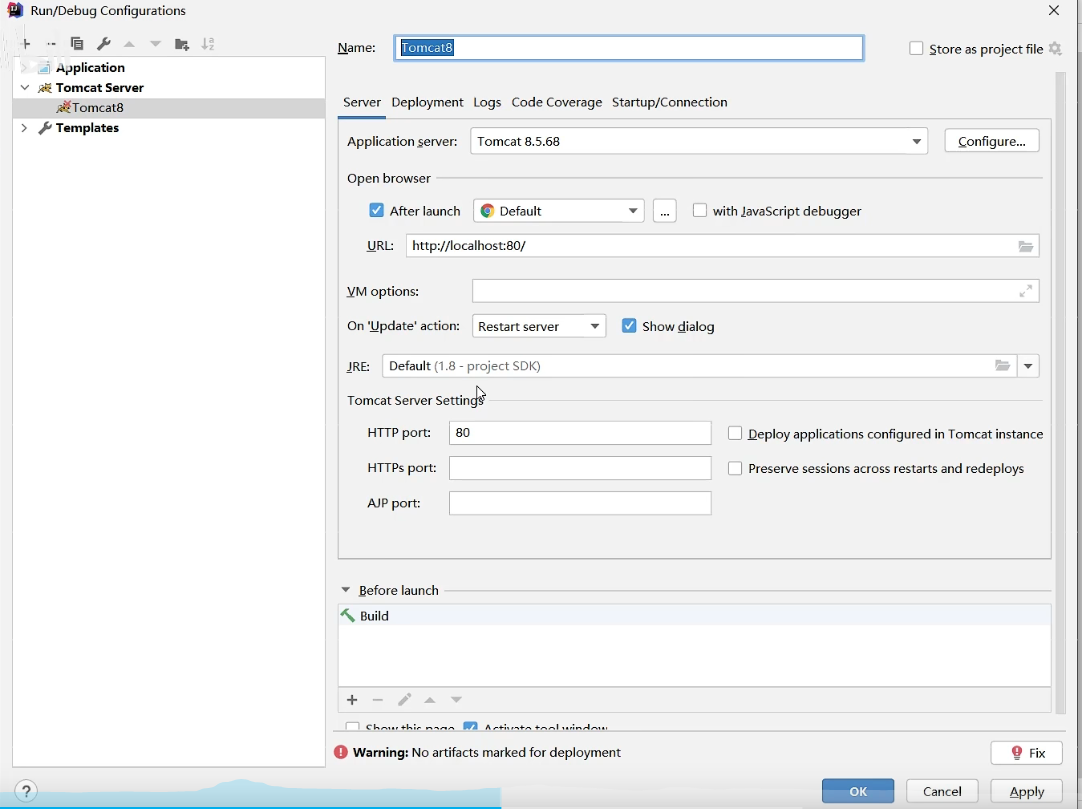 Run/Debug Configurations
Name: Tomcat8
Store as project file
Application
Tomcat Server
Tomcat8
Templates
Server Deployment Logs Code Coverage Startup/Connection
Application server: Tomcat 8.5.68 Configure...
Open browser
After launch Default ... with JavaScript debugger
URL: http://localhost:80/
VM options:
On 'Update' action: Restart server Show dialog
JRE: Default (1.8 - project SDK)
Tomcat Server Settings
HTTP port: 80 Deploy applications configured in Tomcat instance
HTTPs port: Preserve sessions across restarts and redeploys
AJP port:
Before launch
Build
Show this page Activate tool window
Warning: No artifacts marked for deployment Fix
? OK Cancel Apply